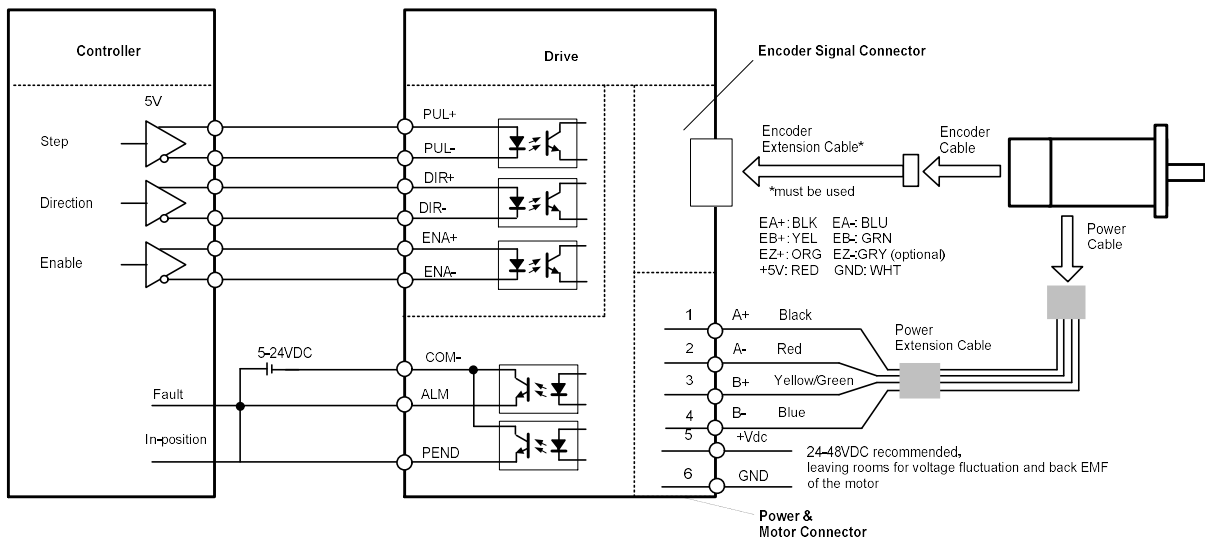 Controller
Drive
Encoder Signal Connector
5V
Step
Direction
Enable
PUL+
PUL-
DIR+
DIR-
ENA+
ENA-
Encoder
Extension Cable*
*must be used
Encoder
Cable
EA+: BLK EA-: BLU
EB+: YEL EB-: GRN
EZ+: ORG EZ-:GRY (optional)
+5V: RED GND: WHT
Power
Cable
5-24VDC
Fault
In-position
COM-
ALM
PEND
1 A+ Black
2 A- Red
3 B+ Yellow/Green
4 B- Blue
5 +Vdc
6 GND
Power
Extension Cable
24-48VDC recommended,
leaving rooms for voltage fluctuation and back EMF
of the motor
Power &
Motor Connector